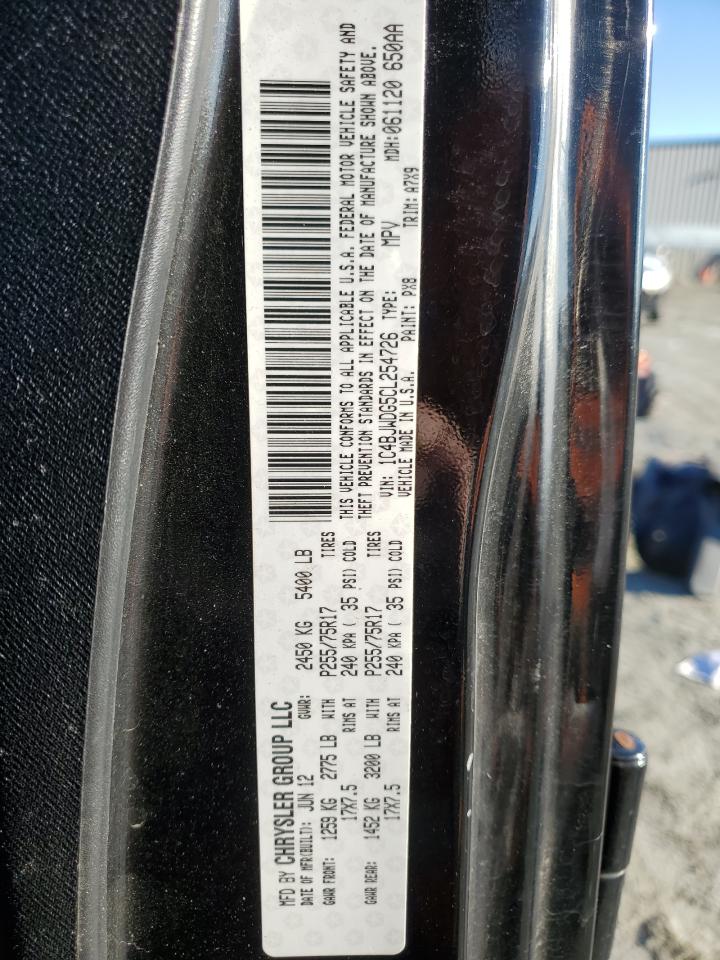 MFD BY CHRYSLER GROUP LLC
DATE OF MFR(BUILT): JUN 12 GVWR: 2450 KG 5400 LB
GAWR FRONT: 1259 KG 2775 LB WITH P255/75R17 TIRES
17X7.5 RIMS AT 240 KPA ( 35 PSI) COLD
GAWR REAR: 1452 KG 3200 LB WITH P255/75R17 TIRES
17X7.5 RIMS AT 240 KPA ( 35 PSI) COLD
THIS VEHICLE CONFORMS TO ALL APPLICABLE U.S.A. FEDERAL MOTOR VEHICLE SAFETY AND
THEFT PREVENTION STANDARDS IN EFFECT ON THE DATE OF MANUFACTURE SHOWN ABOVE.
VIN: 1C4BJWDG5CL254726 TYPE: MPV MDH:061120 650AA
VEHICLE MADE IN U.S.A. PAINT: PX8 TRIM: A7X9